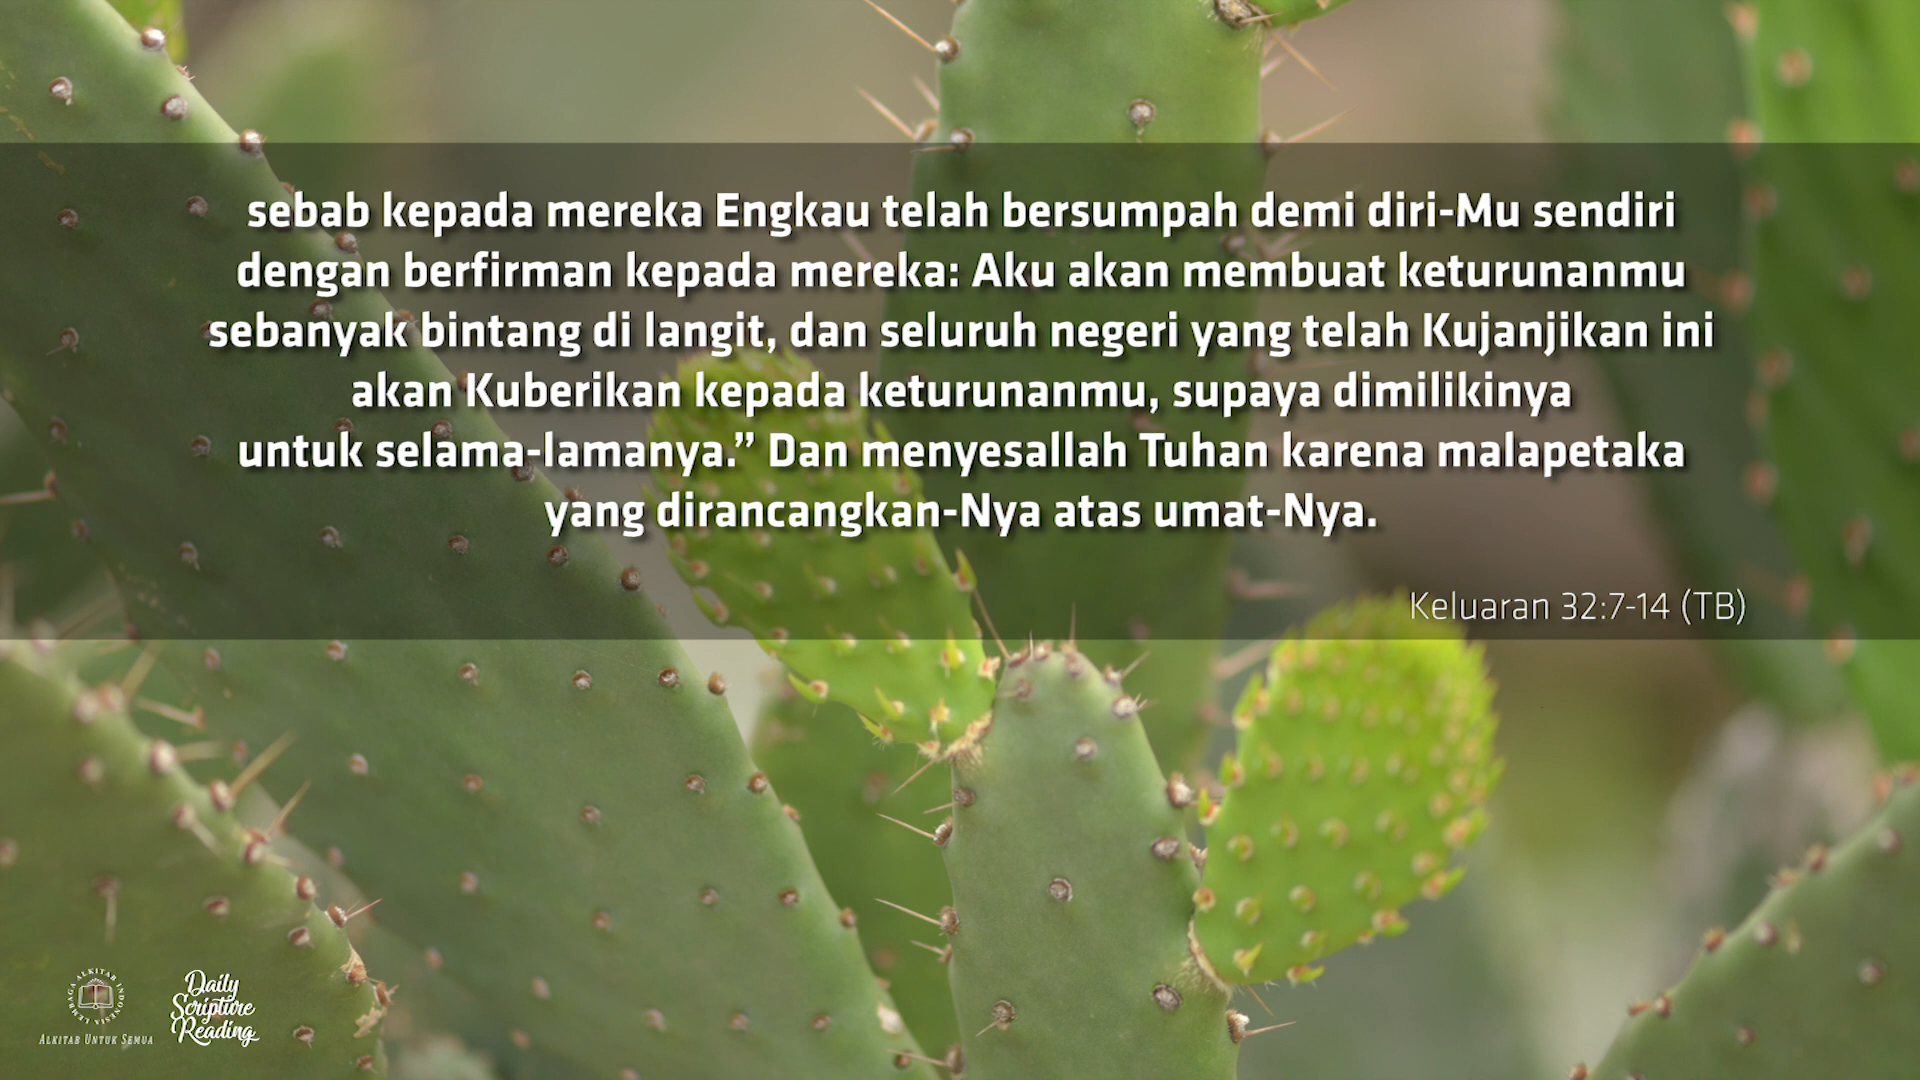 sebab kepada mereka Engkau telah bersumpah demi diri-Mu sendiri
dengan berfirman kepada mereka: Aku akan membuat keturunanmu
sebanyak bintang di langit, dan seluruh negeri yang telah Kujanjikan ini
akan Kuberikan kepada keturunanmu, supaya dimilikinya
untuk selama-lamanya.” Dan menyesallah Tuhan karena malapetaka
yang dirancangkan-Nya atas umat-Nya.
Keluaran 32:7-14 (TB)
LEMBAGA ALKITAB INDONESIA
ALKITAB UNTUK SEMUA
Daily
Scripture
Reading